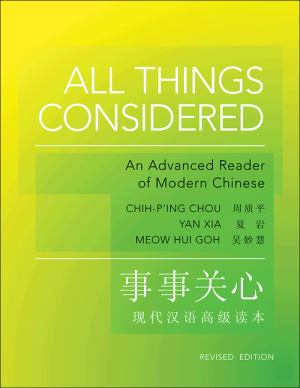 ALL THINGS
CONSIDERED
An Advanced Reader
of Modern Chinese
CHIH-P'ING CHOU 周质平
YAN XIA 夏岩
MEOW HUI GOH 吴妙慧
事事关心
现代汉语高级读本
REVISED EDITION